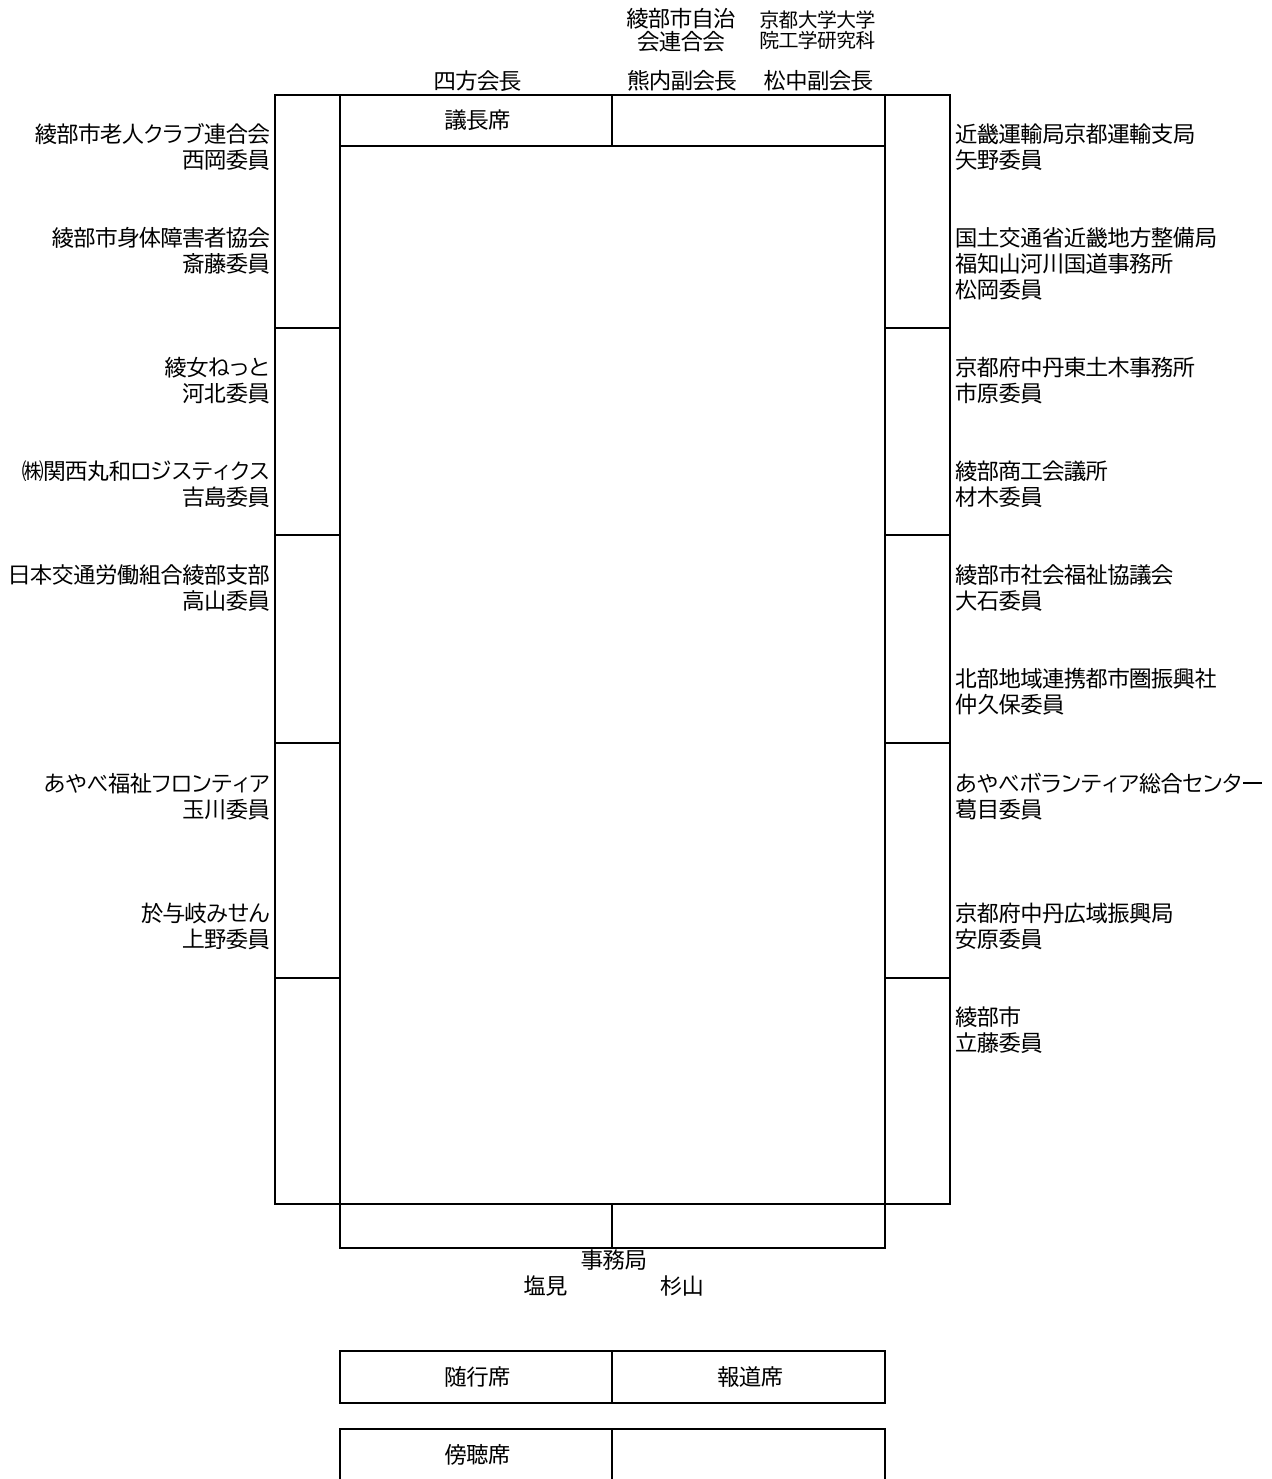 綾部市自治
会連合会
京都大学大学
院工学研究科
四方会長
熊内副会長
松中副会長
議長席
綾部市老人クラブ連合会
西岡委員
綾部市身体障害者協会
斎藤委員
綾女ねっと
河北委員
㈱関西丸和ロジスティクス
吉島委員
日本交通労働組合綾部支部
高山委員
あやべ福祉フロンティア
玉川委員
於与岐みせん
上野委員
近畿運輸局京都運輸支局
矢野委員
国土交通省近畿地方整備局
福知山河川国道事務所
松岡委員
京都府中丹東土木事務所
市原委員
綾部商工会議所
材木委員
綾部市社会福祉協議会
大石委員
北部地域連携都市圏振興社
仲久保委員
あやべボランティア総合センター
葛目委員
京都府中丹広域振興局
安原委員
綾部市
立藤委員
事務局
塩見
杉山
随行席
報道席
傍聴席